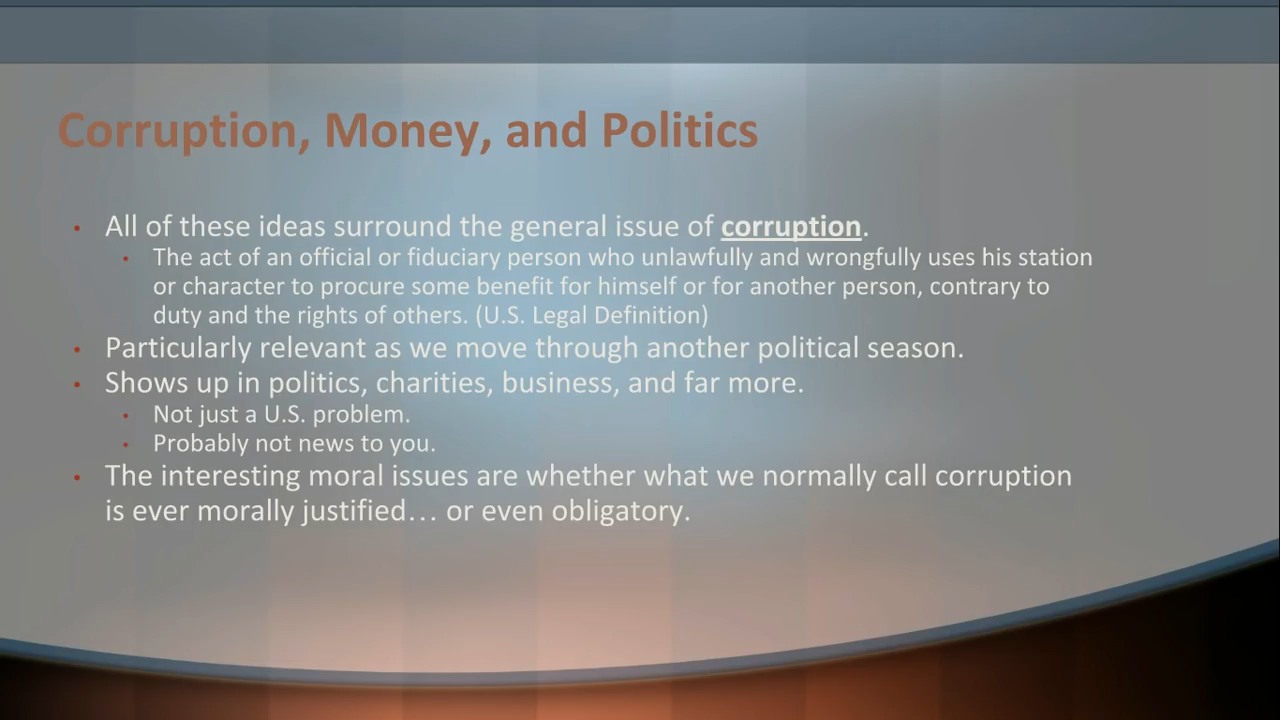 Corruption, Money, and Politics
• All of these ideas surround the general issue of corruption.
• The act of an official or fiduciary person who unlawfully and wrongfully uses his station
or character to procure some benefit for himself or for another person, contrary to
duty and the rights of others. (U.S. Legal Definition)
• Particularly relevant as we move through another political season.
• Shows up in politics, charities, business, and far more.
• Not just a U.S. problem.
• Probably not news to you.
• The interesting moral issues are whether what we normally call corruption
is ever morally justified… or even obligatory.